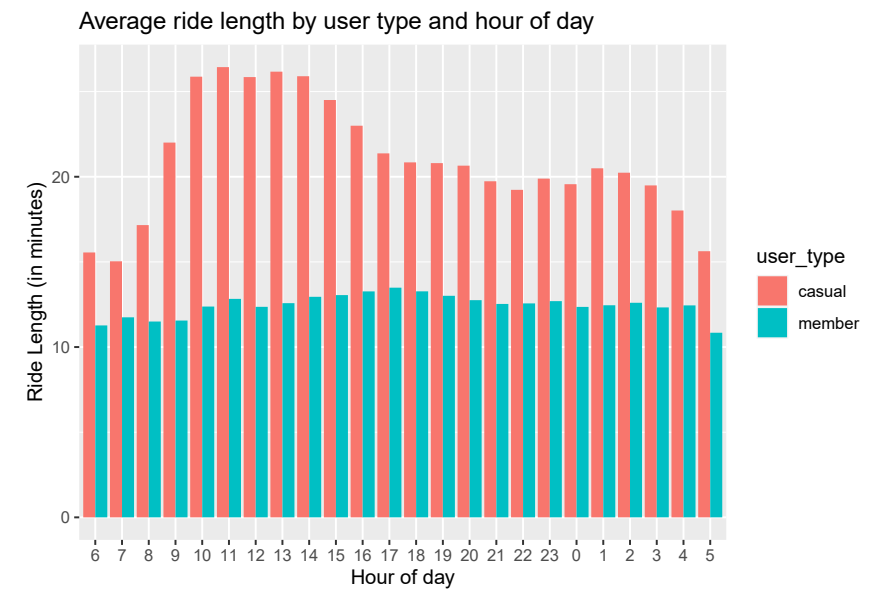 Average ride length by user type and hour of day
Ride Length (in minutes)
20
10
0
6 7 8 9 10 11 12 13 14 15 16 17 18 19 20 21 22 23 0 1 2 3 4 5
Hour of day
user_type
casual
member